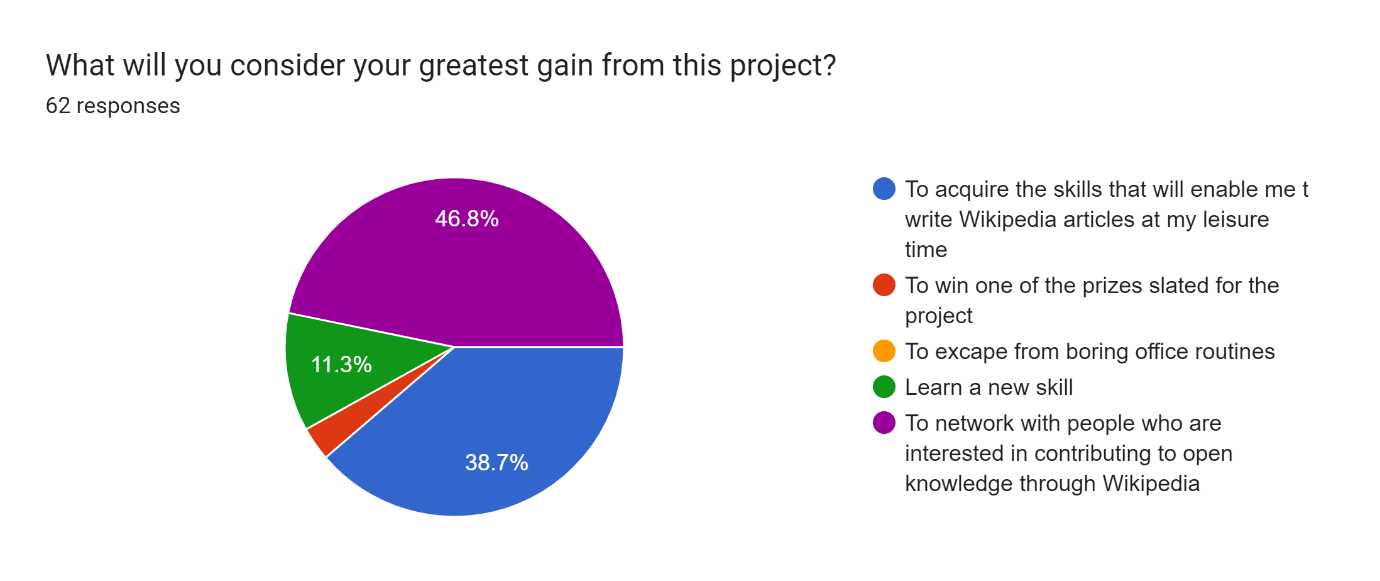 What will you consider your greatest gain from this project?
62 responses
46.8%
11.3%
38.7%
To acquire the skills that will enable me t
write Wikipedia articles at my leisure
time
To win one of the prizes slated for the
project
To excape from boring office routines
Learn a new skill
To network with people who are
interested in contributing to open
knowledge through Wikipedia